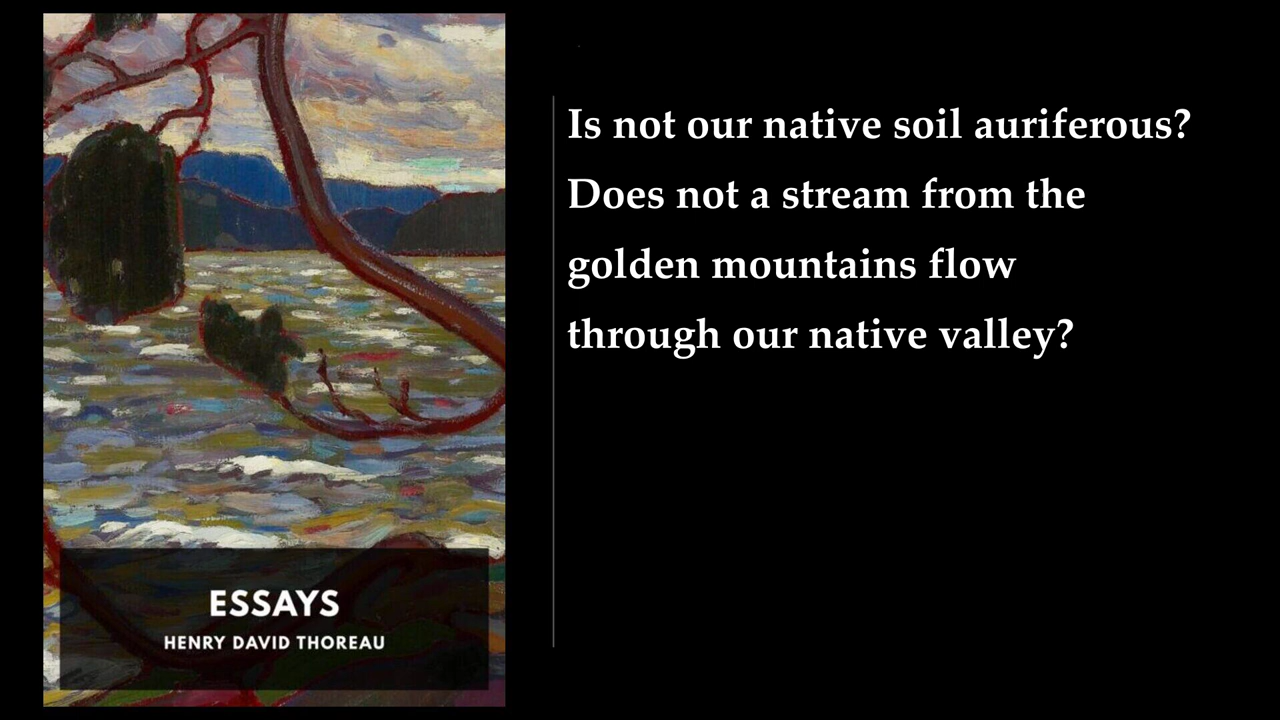 ESSAYS
HENRY DAVID THOREAU
Is not our native soil auriferous?
Does not a stream from the
golden mountains flow
through our native valley?